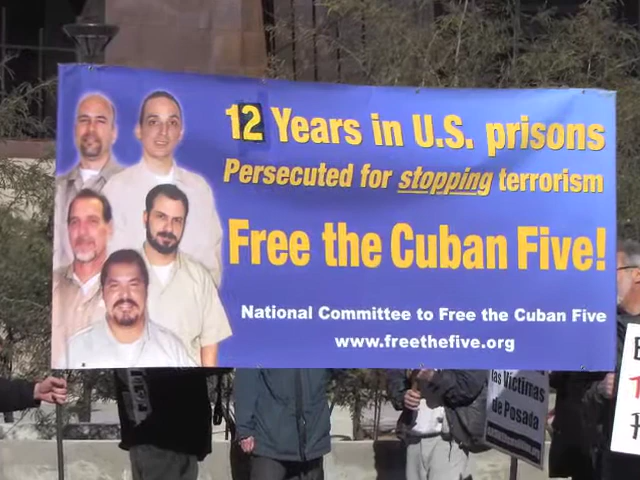 12 Years in U.S. prisons
Persecuted for stopping terrorism
Free the Cuban Five!
National Committee to Free the Cuban Five
www.freethefive.org
las Victimas
de Posada